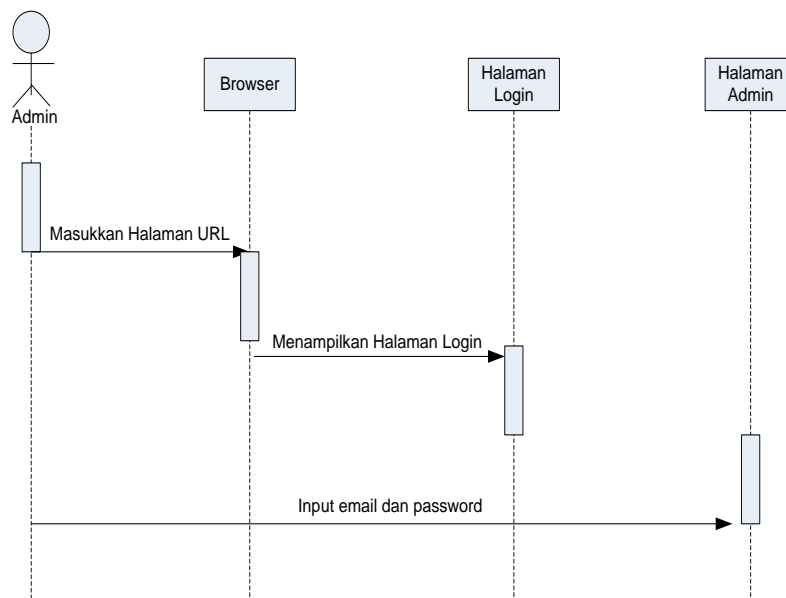 Admin
Browser
Halaman
Login
Halaman
Admin
Masukkan Halaman URL
Menampilkan Halaman Login
Input email dan password